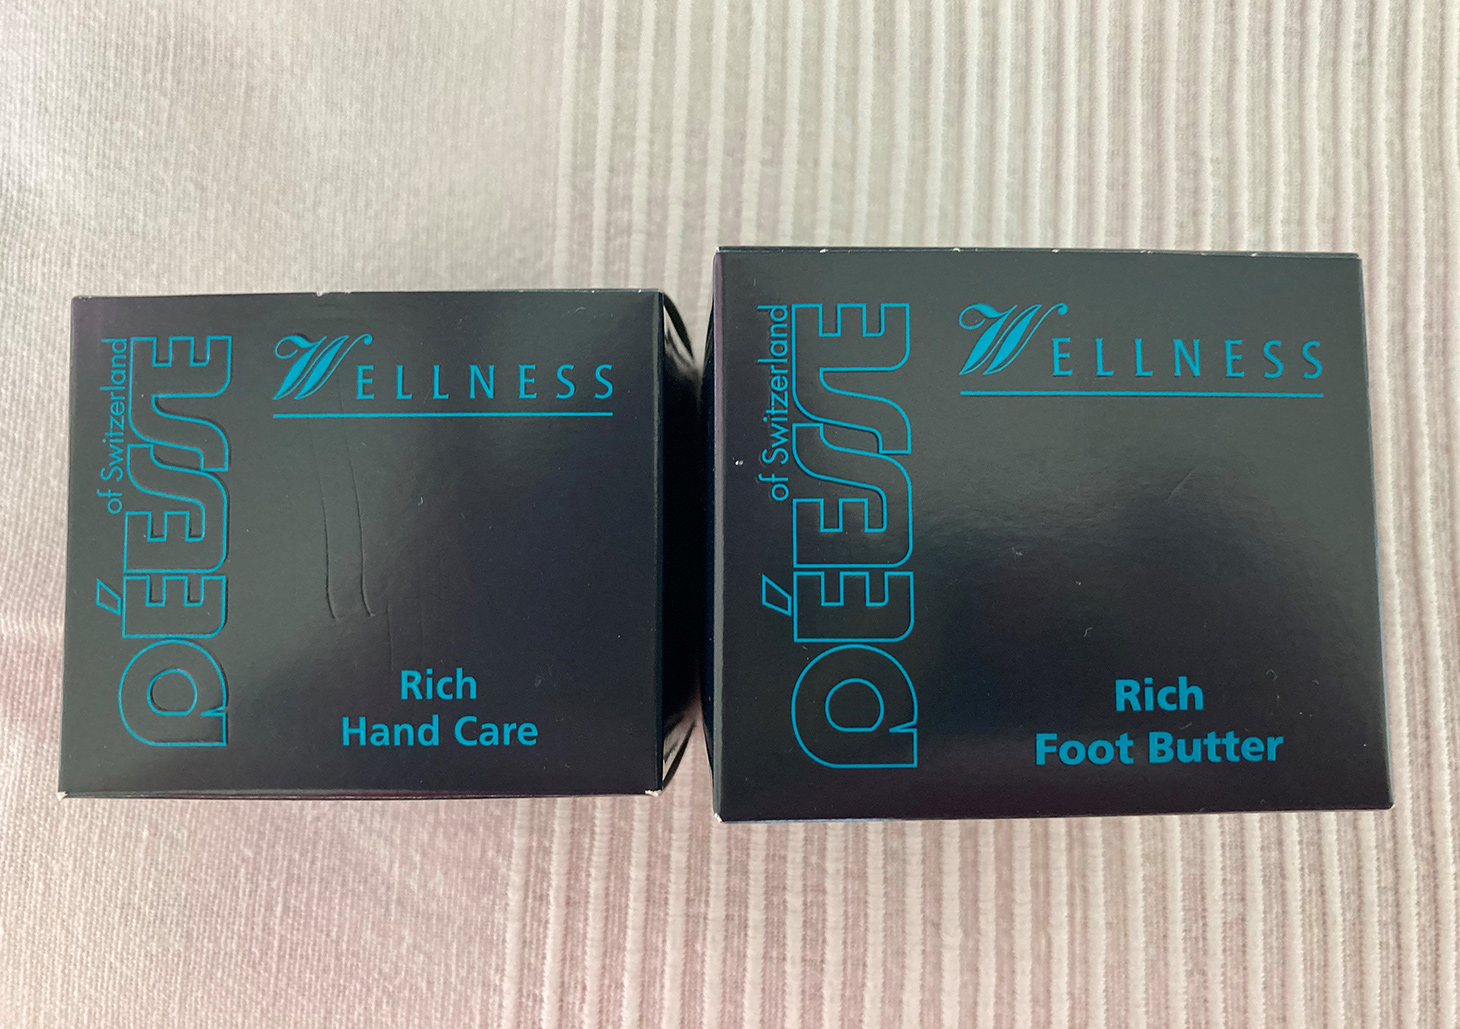 DÉESSE
of Switzerland
WELLNESS
Rich
Hand Care
DÉESSE
of Switzerland
WELLNESS
Rich
Foot Butter